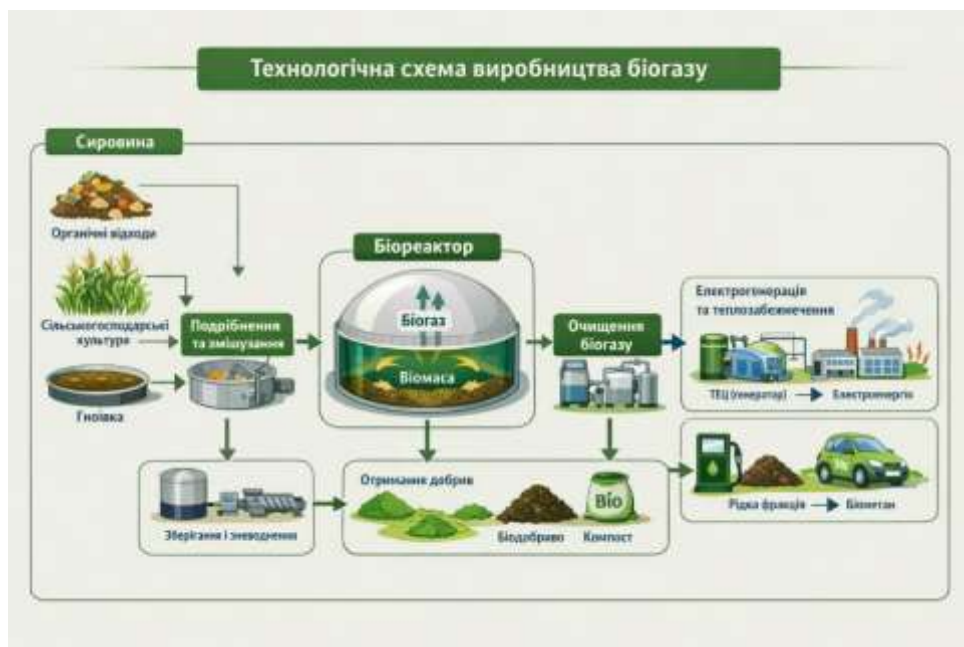 Технологічна схема виробництва біогазу
Сировина
Органічні відходи
Сільськогосподарські
культура
Гноївка
Подрібнення
та змішування
Біореактор
Біогаз
Біомаса
Очищення
біогазу
Електрогенерація
та теплозабежнечення
ТЕЦ (генератор)
Електроенергія
Зберігання і зневоднення
Отримання добрив
Біодобриво
Bio
Компост
Рідка фракція
Біометан